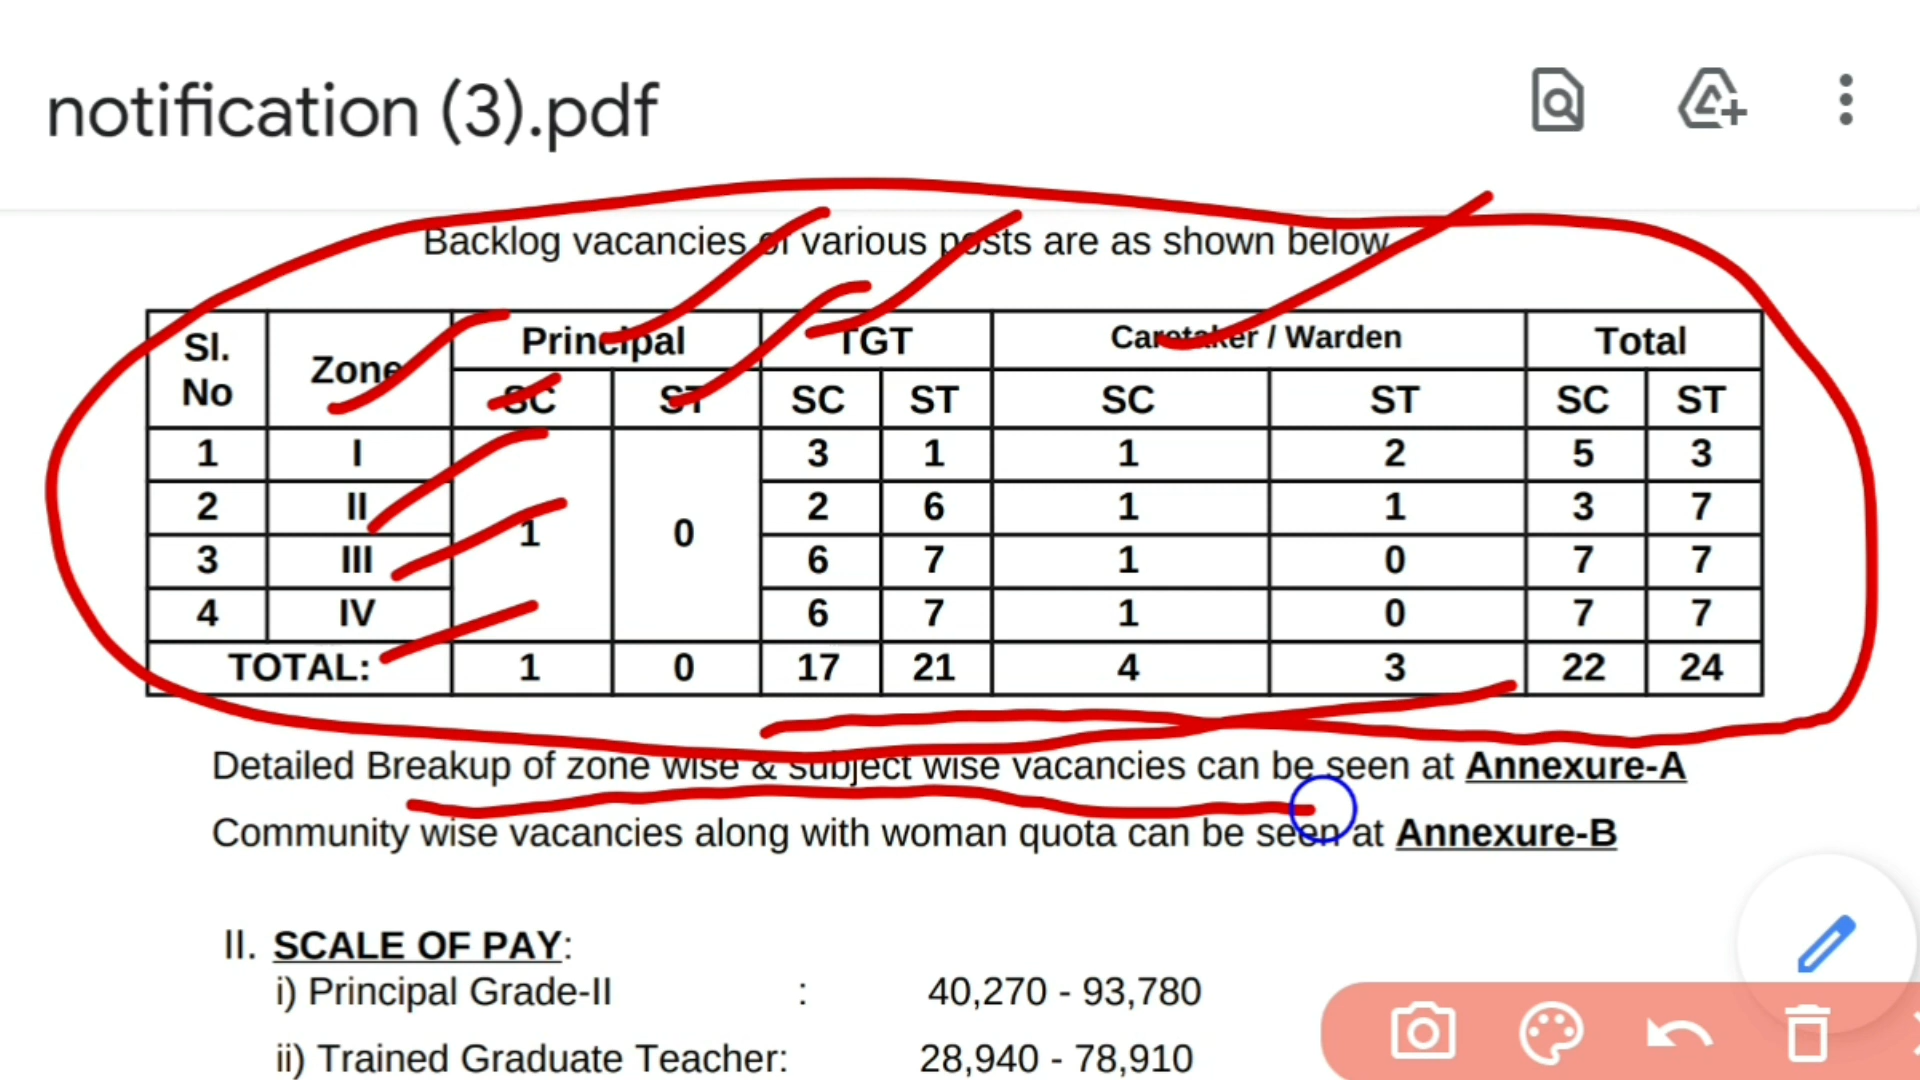 notification (3).pdf
Backlog vacancies of various posts are as shown below
Sl. No Zone Principal TGT Caretaker / Warden Total
SC ST SC ST SC ST SC ST
1 I 1 0 3 1 1 2 5 3
2 II 2 6 1 1 3 7
3 III 6 7 1 0 7 7
4 IV 6 7 1 0 7 7
TOTAL: 1 0 17 21 4 3 22 24
Detailed Breakup of zone wise & subject wise vacancies can be seen at Annexure-A
Community wise vacancies along with woman quota can be seen at Annexure-B
II. SCALE OF PAY:
i) Principal Grade-II : 40,270 - 93,780
ii) Trained Graduate Teacher: 28,940 - 78,910